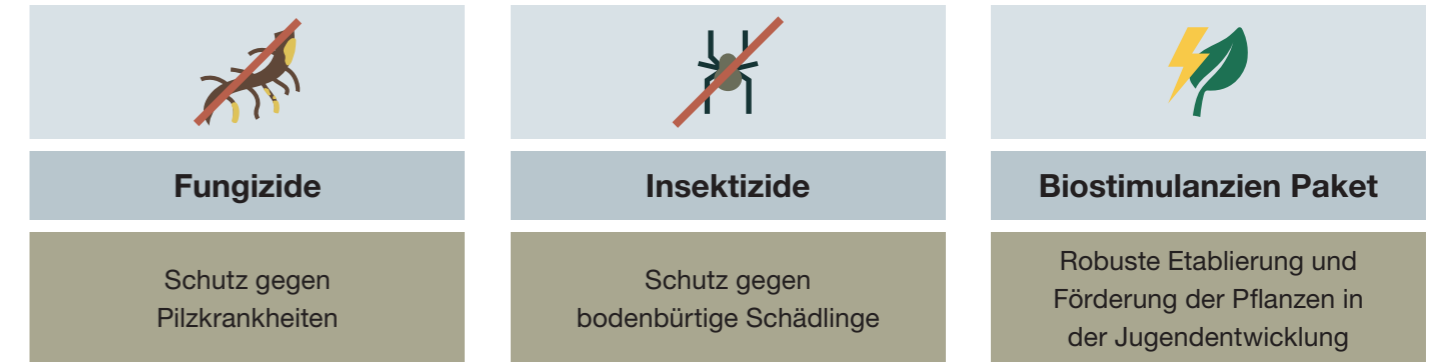 Fungizide
Schutz gegen
Pilzkrankheiten
Insektizide
Schutz gegen
bodenbürtige Schädlinge
Biostimulanzien Paket
Robuste Etablierung und
Förderung der Pflanzen in
der Jugendentwicklung